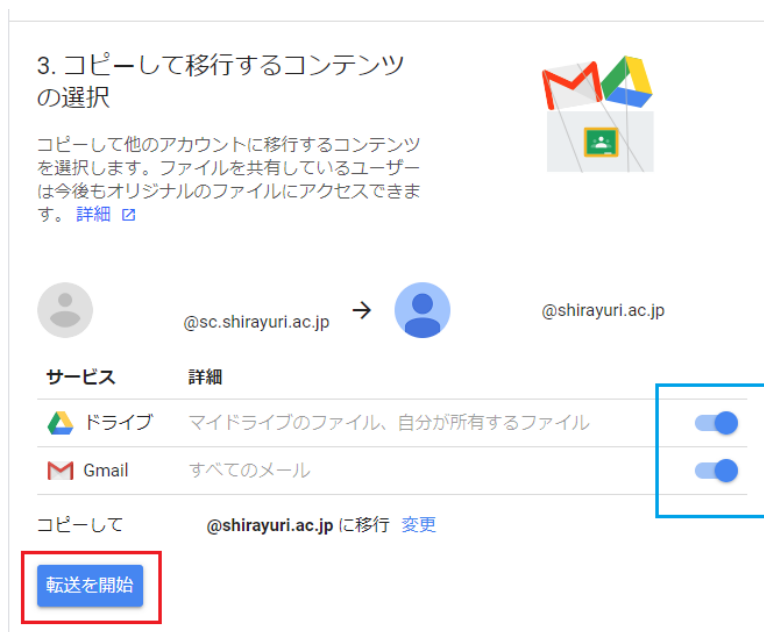 3. コピーして移行するコンテンツ
の選択
コピーして他のアカウントに移行するコンテンツ
を選択します。ファイルを共有しているユーザー
は今後もオリジナルのファイルにアクセスできま
す。 詳細
@sc.shirayuri.ac.jp → @shirayuri.ac.jp
サービス 詳細
ドライブ マイドライブのファイル、自分が所有するファイル
Gmail すべてのメール
コピーして @shirayuri.ac.jp に移行 変更
転送を開始